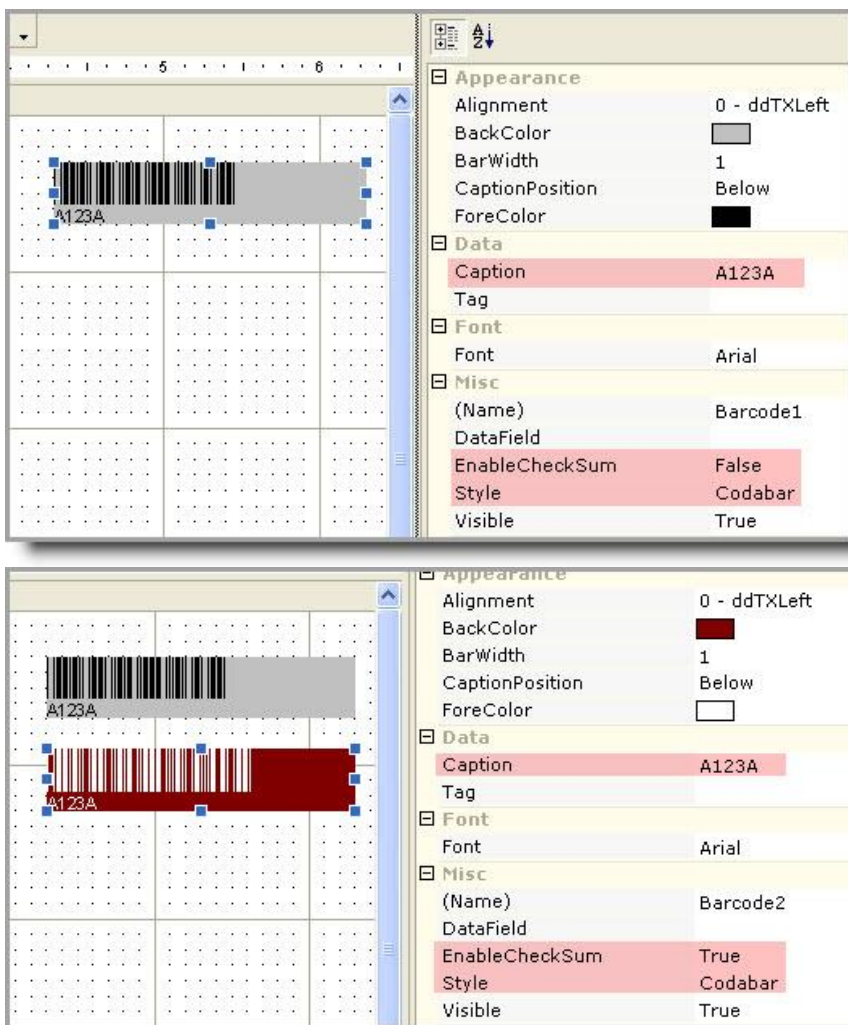 5 6
A Z
Appearance
Alignment 0 - ddTXLeft
BackColor
BarWidth 1
CaptionPosition Below
ForeColor
Data
Caption A123A
Tag
Font
Font Arial
Misc
(Name) Barcode1
DataField
EnableCheckSum False
Style Codabar
Visible True
A123A
Appearance
Alignment 0 - ddTXLeft
BackColor
BarWidth 1
CaptionPosition Below
ForeColor
Data
Caption A123A
Tag
Font
Font Arial
Misc
(Name) Barcode2
DataField
EnableCheckSum True
Style Codabar
Visible True
A123A
A123A